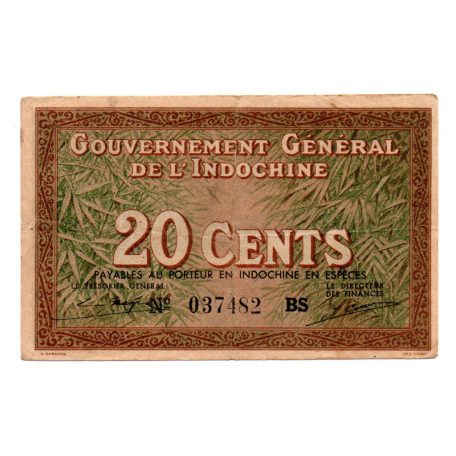 GOUVERNEMENT GÉNÉRAL
DE L'INDOCHINE
20 CENTS
PAYABLES AU PORTEUR EN INDOCHINE EN ESPÈCES
LE TRÉSORIER GÉNÉRAL
LE DIRECTEUR
DES FINANCES
No 037482 BS